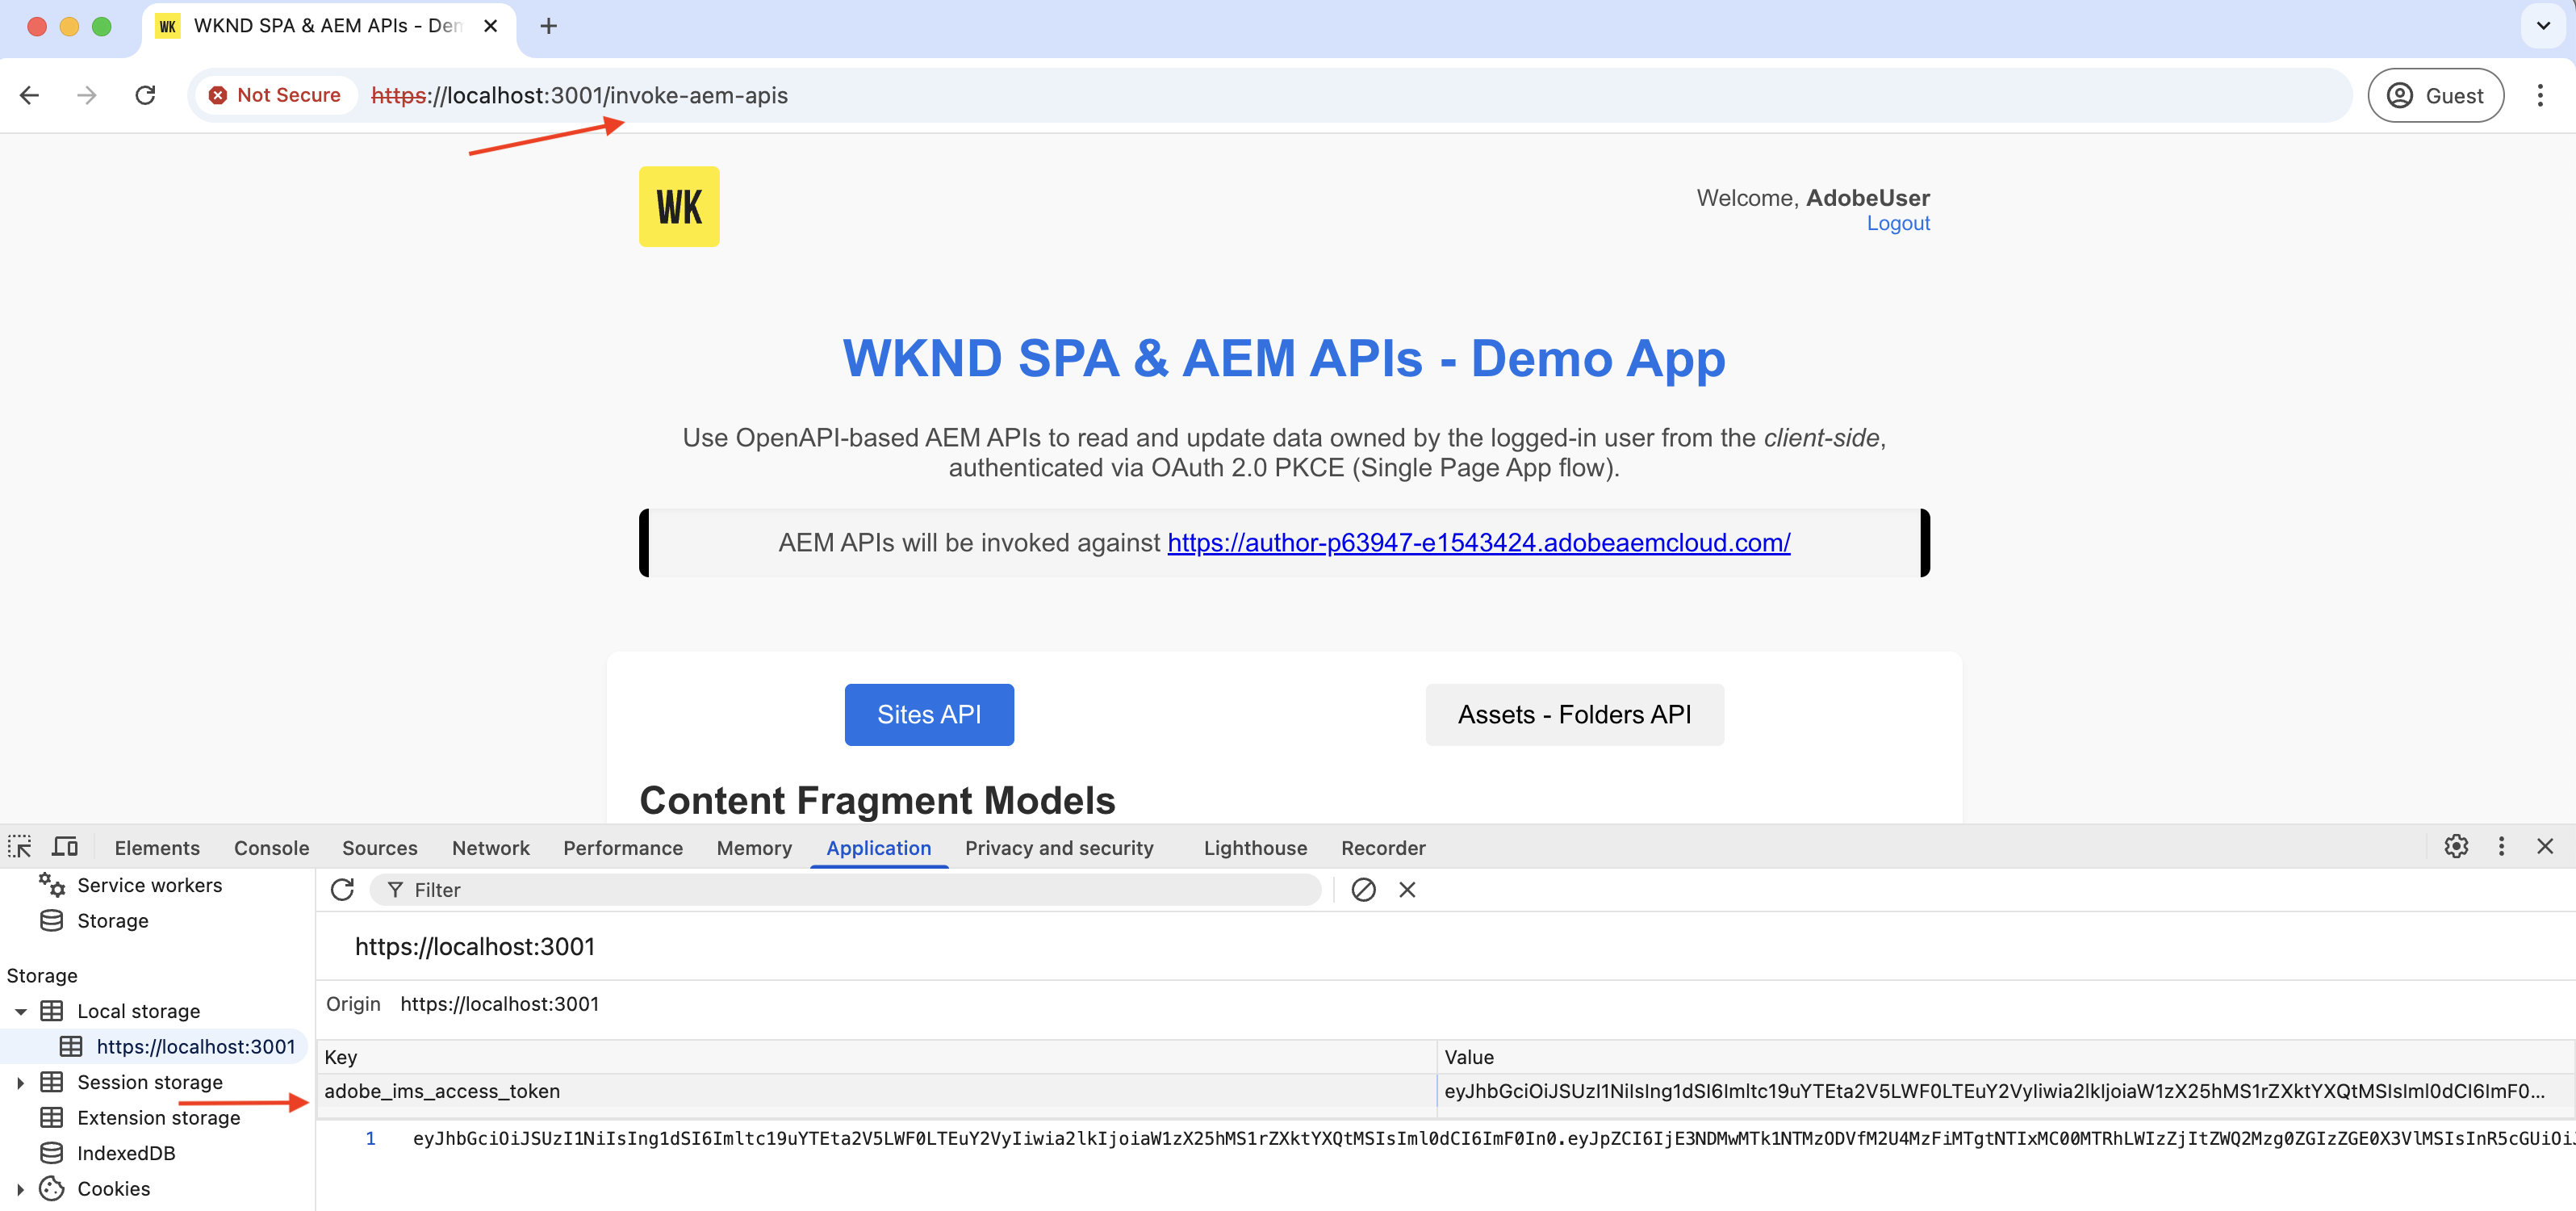 WK WKND SPA & AEM APIs - Den
Not Secure https://localhost:3001/invoke-aem-apis Guest
WK
Welcome, AdobeUser
Logout
WKND SPA & AEM APIs - Demo App
Use OpenAPI-based AEM APIs to read and update data owned by the logged-in user from the client-side,
authenticated via OAuth 2.0 PKCE (Single Page App flow).
AEM APIs will be invoked against https://author-p63947-e1543424.adobeaemcloud.com/
Sites API Assets - Folders API
Content Fragment Models
Elements Console Sources Network Performance Memory Application Privacy and security Lighthouse Recorder
Service workers
Filter
Storage
https://localhost:3001
Storage
Origin https://localhost:3001
Local storage
https://localhost:3001
Key Value
Session storage
adobe_ims_access_token
Extension storage
1
IndexedDB
Cookies